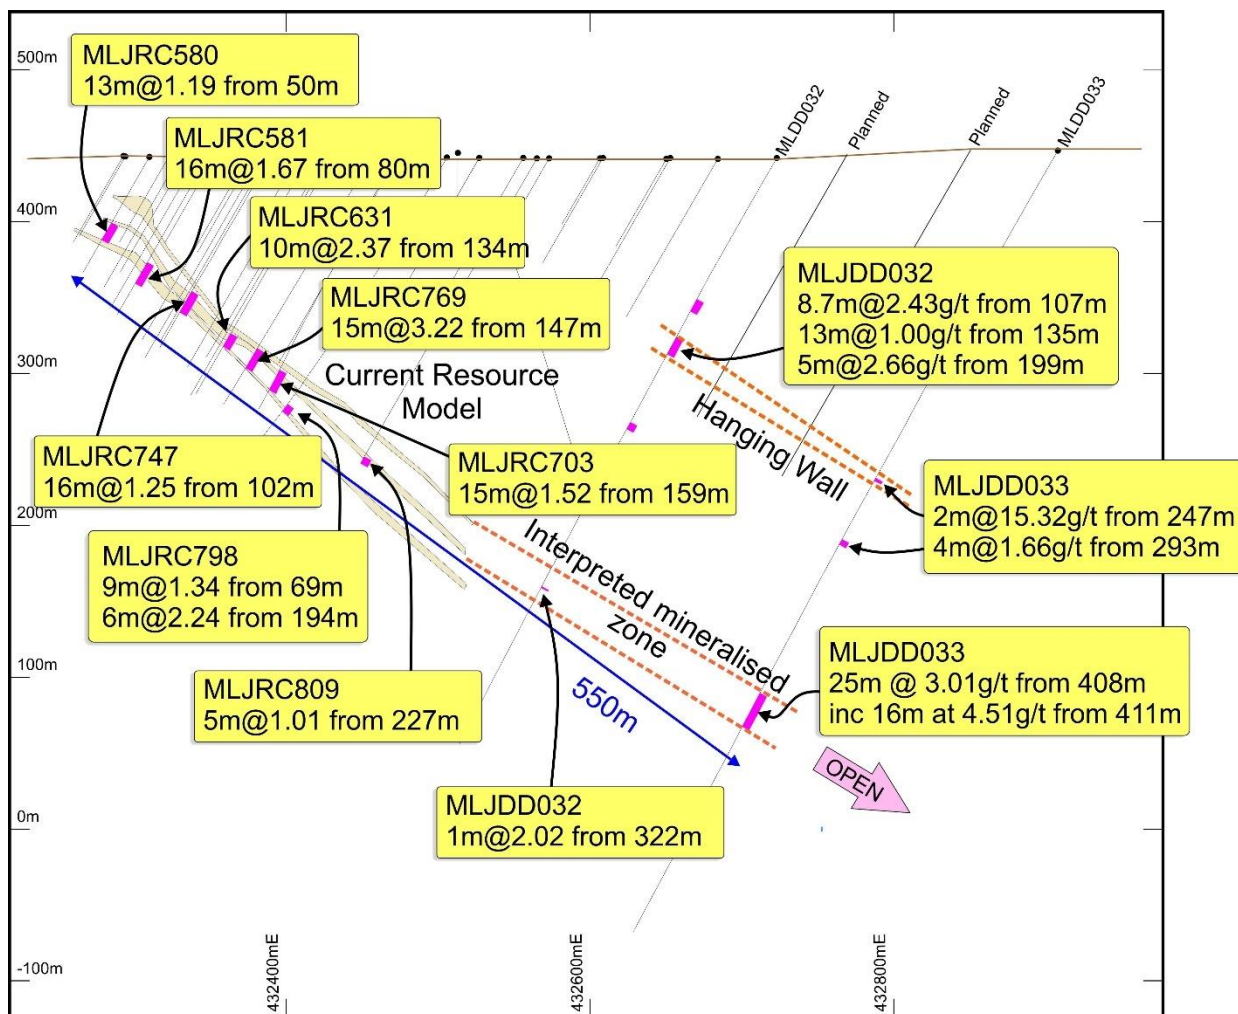 500m
MLJRC580
13m@1.19 from 50m
MLDD032
Planned
Planned
MLDD033
MLJRC581
16m@1.67 from 80m
400m
MLJRC631
10m@2.37 from 134m
MLJRC769
15m@3.22 from 147m
MLJDD032
8.7m@2.43g/t from 107m
13m@1.00g/t from 135m
5m@2.66g/t from 199m
300m
Current Resource
Model
Hanging Wall
MLJRC747
16m@1.25 from 102m
MLJRC703
15m@1.52 from 159m
MLJDD033
2m@15.32g/t from 247m
4m@1.66g/t from 293m
200m
MLJRC798
9m@1.34 from 69m
6m@2.24 from 194m
Interpreted mineralised
zone
100m
MLJRC809
5m@1.01 from 227m
550m
MLJDD033
25m @ 3.01g/t from 408m
inc 16m at 4.51g/t from 411m
OPEN
MLJDD032
1m@2.02 from 322m
0m
-100m
432400mE
432600mE
432800mE